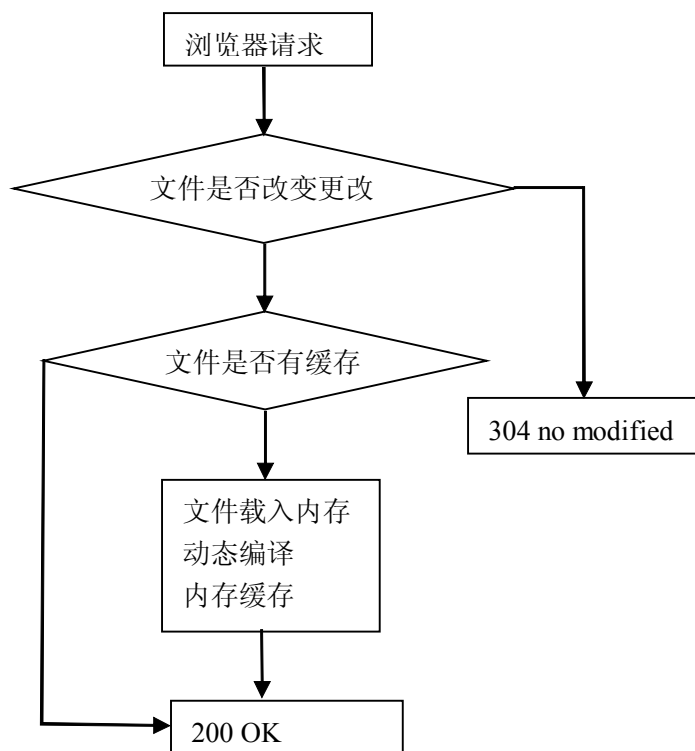 浏览器请求
文件是否改变更改
文件是否有缓存
304 no modified
文件载入内存
动态编译
内存缓存
200 OK